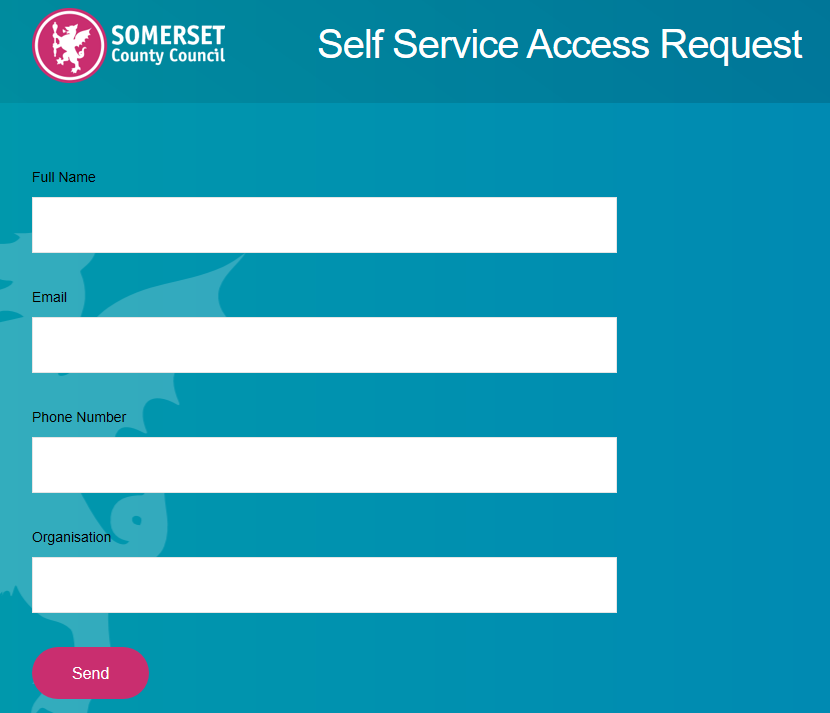 SOMERSET
County Council
Self Service Access Request
Full Name
Email
Phone Number
Organisation
Send